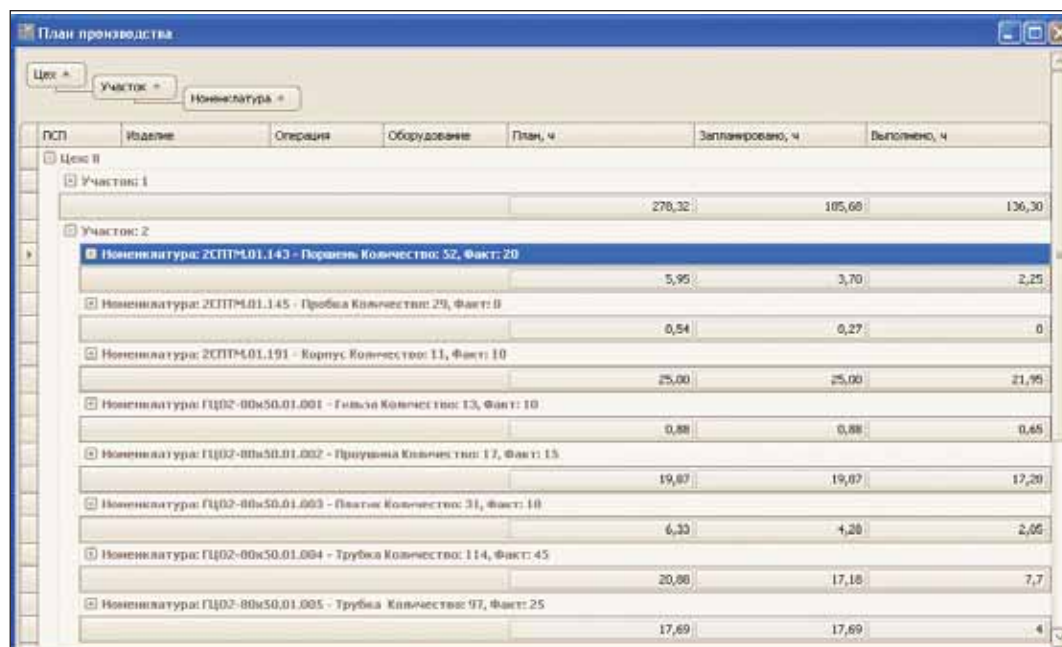 План производства
Цех
Участок
Номенклатура
ПСП Изделие Операция Оборудование План, ч Запланировано, ч Выполнено, ч
Цех: 8
Участок: 1
278,32 105,68 136,30
Участок: 2
Номенклатура: 2СПТМ.01.143 - Поршень Количество: 52, Факт: 20
5,95 3,70 2,25
Номенклатура: 2СПТМ.01.145 - Пробка Количество: 29, Факт: 0
0,54 0,27 0
Номенклатура: 2СПТМ.01.191 - Корпус Количество: 11, Факт: 10
25,00 25,00 21,95
Номенклатура: ГЦ02-80х50.01.001 - Гильза Количество: 13, Факт: 10
0,88 0,88 0,65
Номенклатура: ГЦ02-80х50.01.002 - Проушина Количество: 17, Факт: 15
19,07 19,07 17,20
Номенклатура: ГЦ02-80х50.01.003 - Платик Количество: 31, Факт: 10
6,33 4,28 2,05
Номенклатура: ГЦ02-80х50.01.004 - Трубка Количество: 114, Факт: 45
20,88 17,18 7,7
Номенклатура: ГЦ02-80х50.01.005 - Трубка Количество: 97, Факт: 25
17,69 17,69 4